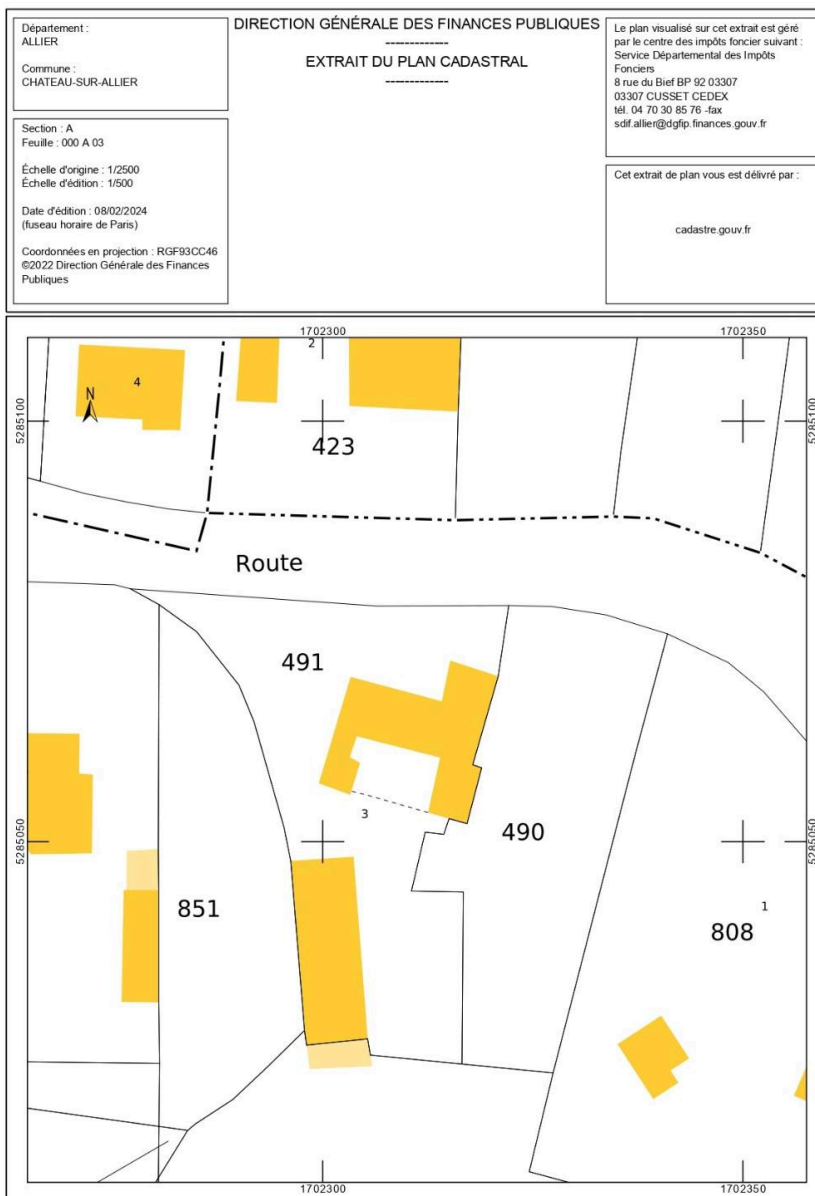 Département :
ALLIER
Commune :
CHATEAU-SUR-ALLIER
Section : A
Feuille : 000 A 03
Échelle d'origine : 1/2500
Échelle d'édition : 1/500
Date d'édition : 08/02/2024
(fuseau horaire de Paris)
Coordonnées en projection : RGF93CC46
©2022 Direction Générale des Finances
Publiques
DIRECTION GÉNÉRALE DES FINANCES PUBLIQUES
-------------
EXTRAIT DU PLAN CADASTRAL
-------------
Le plan visualisé sur cet extrait est géré
par le centre des impôts foncier suivant :
Service Départemental des Impôts
Fonciers
8 rue du Bief BP 92 03307
03307 CUSSET CEDEX
tél. 04 70 30 85 76 -fax
sdif.allier@dgfip.finances.gouv.fr
Cet extrait de plan vous est délivré par :
cadastre.gouv.fr
1702300
1702350
2
4
N
5285100
5285100
423
Route
491
3
490
5285050
5285050
851
1
808
1702300
1702350